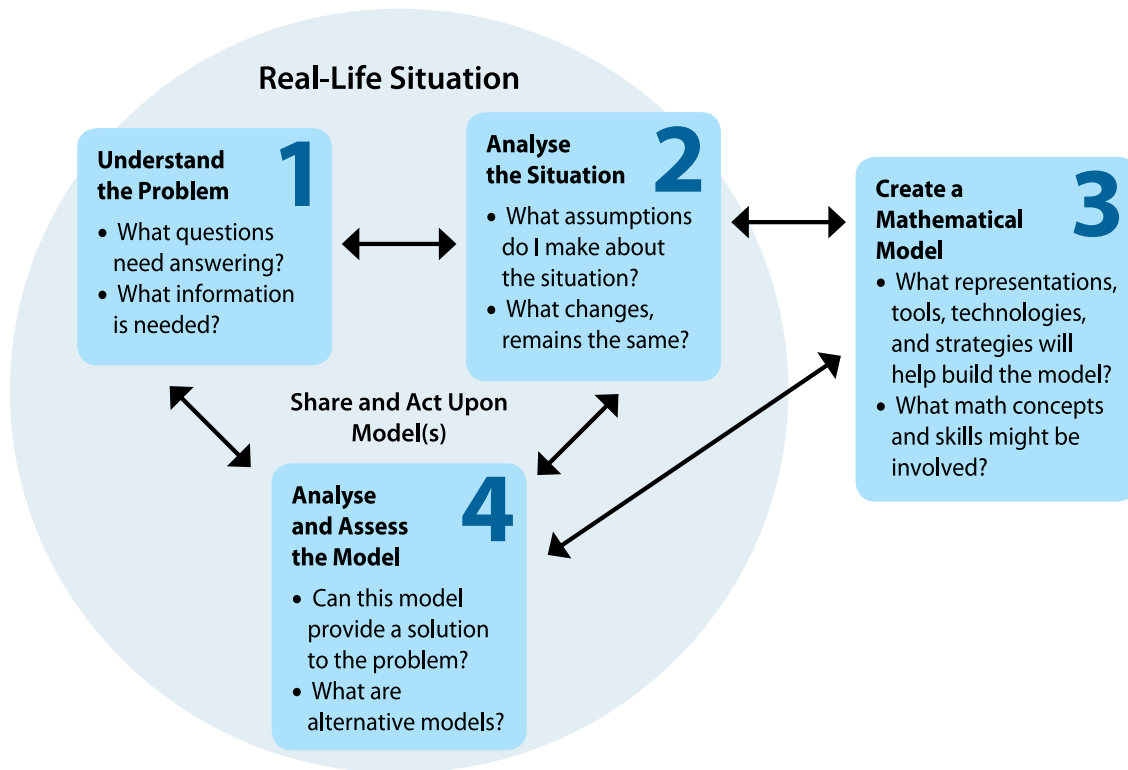 Real-Life Situation
1
Understand
the Problem
• What questions
need answering?
• What information
is needed?
2
Analyse
the Situation
• What assumptions
do I make about
the situation?
• What changes,
remains the same?
3
Create a
Mathematical
Model
• What representations,
tools, technologies,
and strategies will
help build the model?
• What math concepts
and skills might be
involved?
Share and Act Upon
Model(s)
4
Analyse
and Assess
the Model
• Can this model
provide a solution
to the problem?
• What are
alternative models?